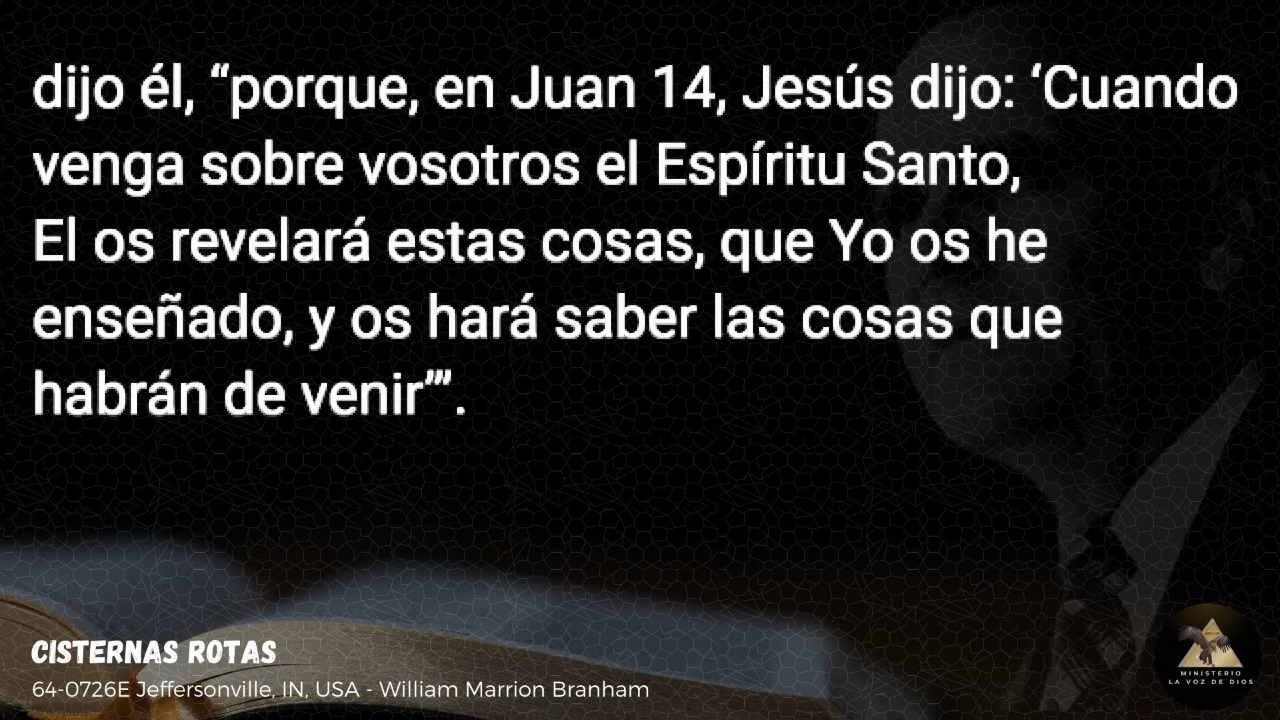 dijo él, “porque, en Juan 14, Jesús dijo: ‘Cuando
venga sobre vosotros el Espíritu Santo,
El os revelará estas cosas, que Yo os he
enseñado, y os hará saber las cosas que
habrán de venir’”’.
CISTERNAS ROTAS
64-0726E Jeffersonville, IN, USA - William Marrion Branham
MINISTERIO
LA VOZ DE DIOS